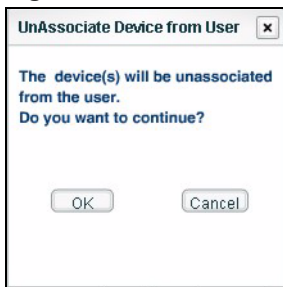 UnAssociate Device from User x
The device(s) will be unassociated
from the user.
Do you want to continue?
OK Cancel